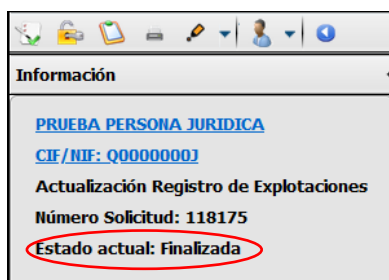 Información
PRUEBA PERSONA JURIDICA
CIF/NIF: Q0000000J
Actualización Registro de Explotaciones
Número Solicitud: 118175
Estado actual: Finalizada